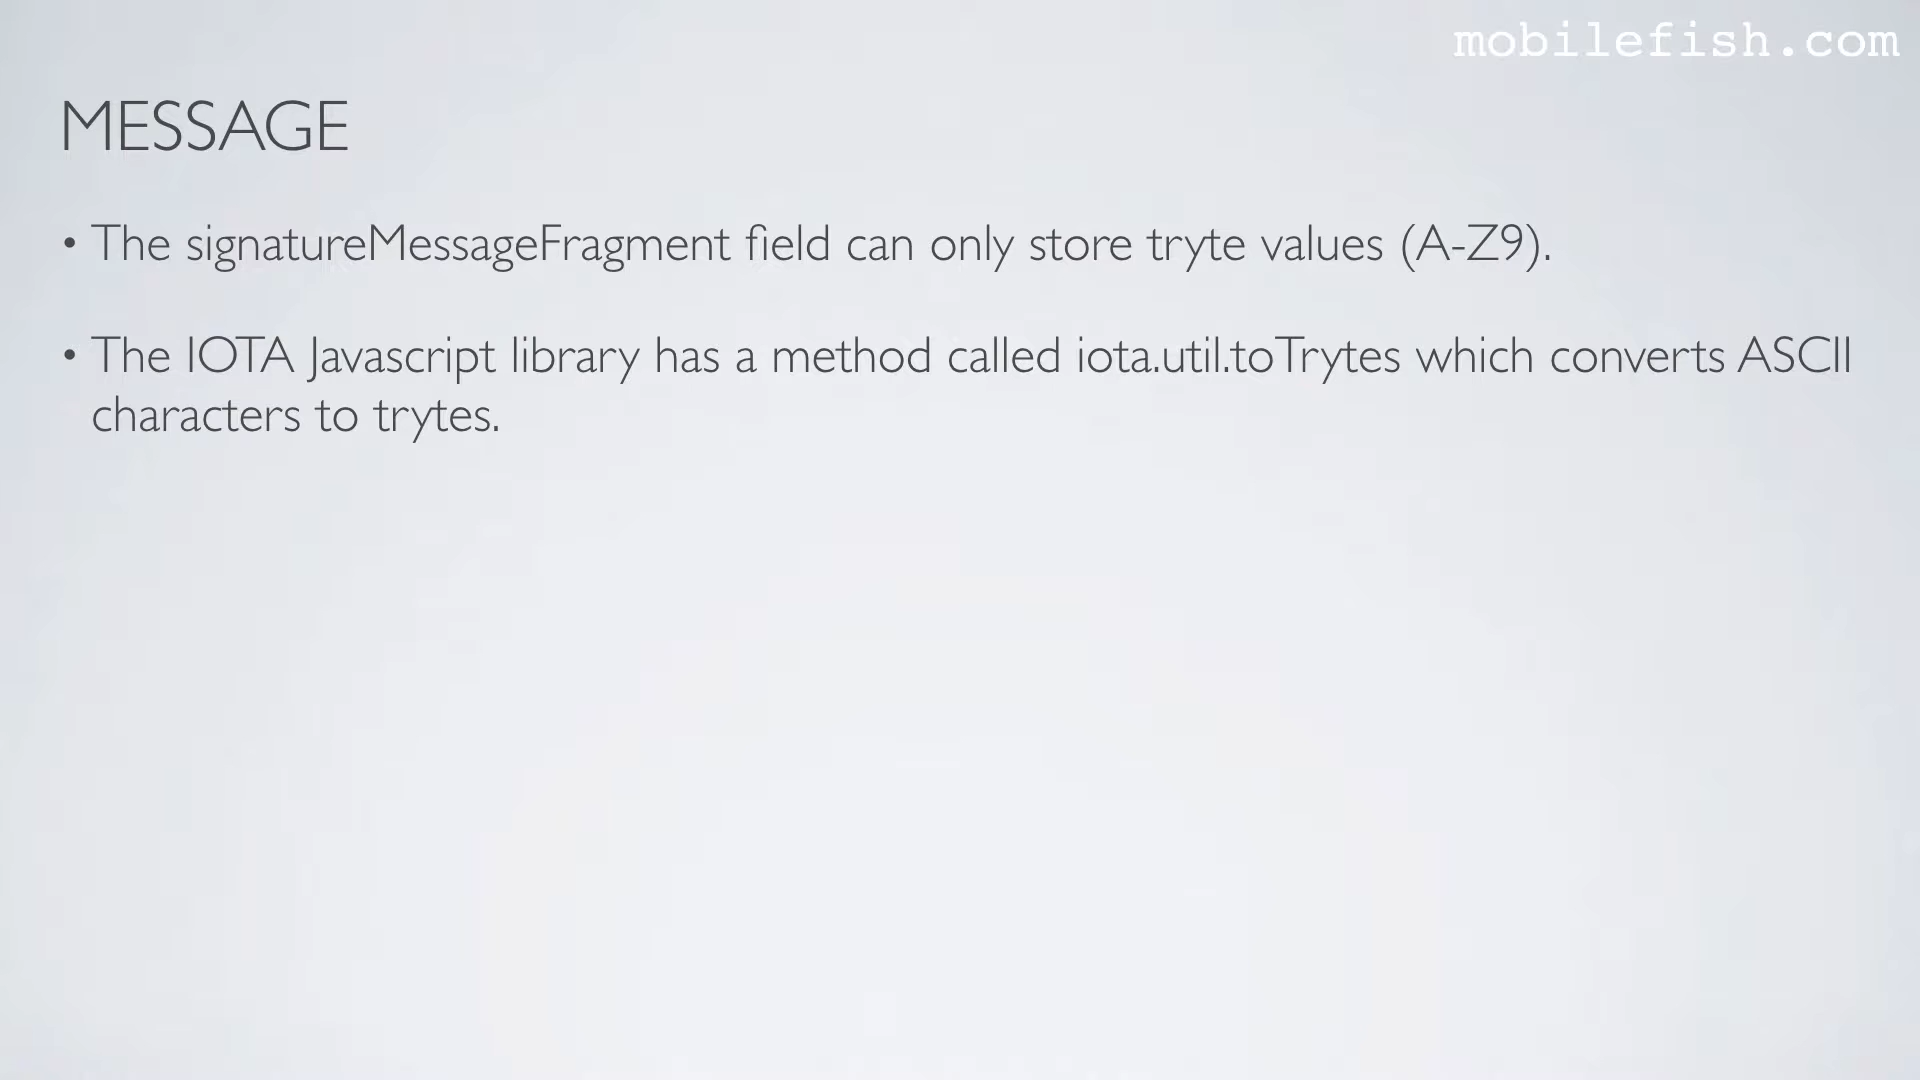 mobilefish.com
MESSAGE
• The signatureMessageFragment field can only store tryte values (A-Z9).
• The IOTA Javascript library has a method called iota.util.toTrytes which converts ASCII
characters to trytes.